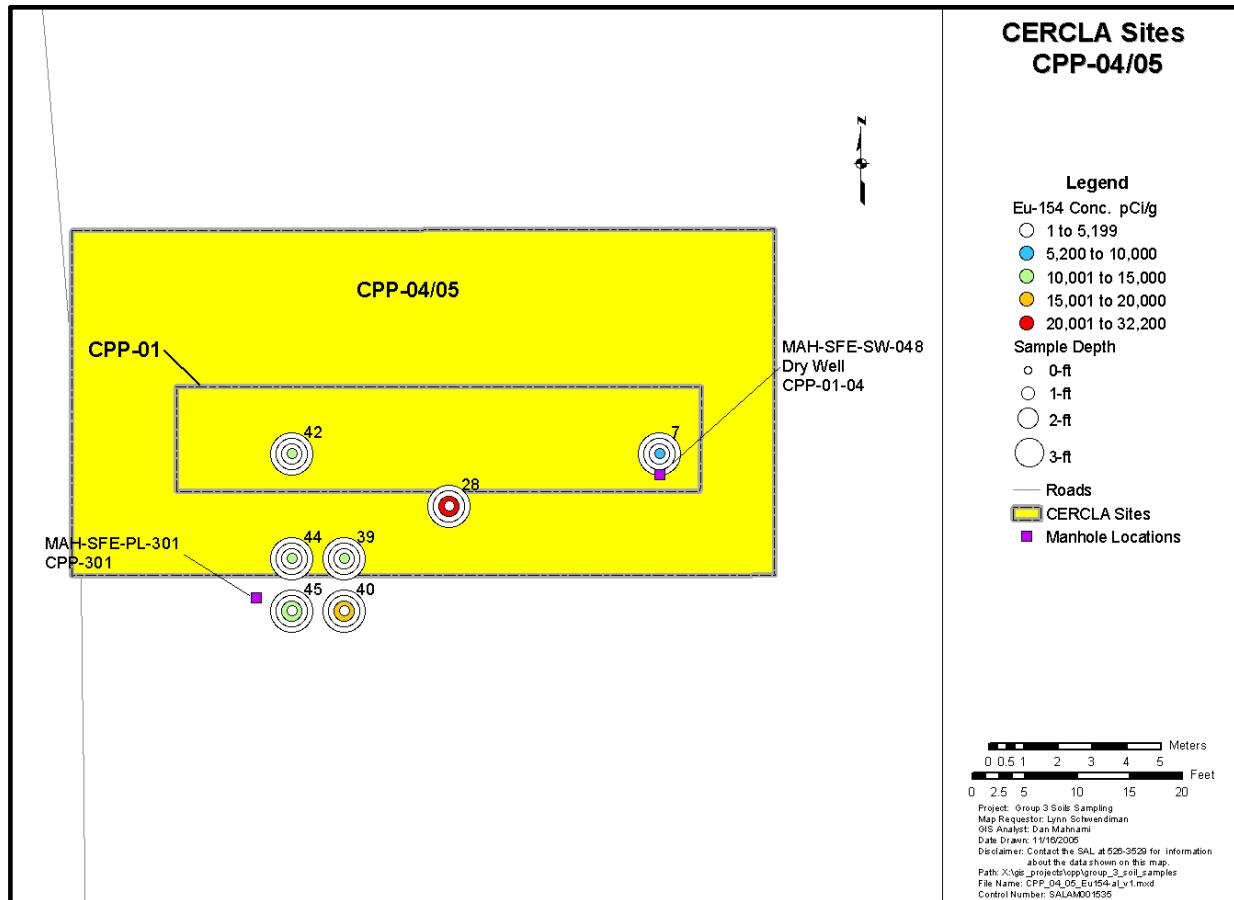 CERCLA Sites
CPP-04/05
N
Legend
Eu-154 Conc. pCi/g
1 to 5,199
5,200 to 10,000
10,001 to 15,000
15,001 to 20,000
20,001 to 32,200
Sample Depth
0-ft
1-ft
2-ft
3-ft
Roads
CERCLA Sites
Manhole Locations
CPP-04/05
CPP-01
MAH-SFE-SW-048
Dry Well
CPP-01-04
42
7
28
44
39
MAH-SFE-PL-301
CPP-301
45
40
Meters
0 0.5 1 2 3 4 5
Feet
0 2.5 5 10 15 20
Project: Group 3 Soils Sampling
Map Requestor: Lynn Schwendiman
GIS Analyst: Dan Mahnami
Date Drawn: 11/16/2005
Disclaimer: Contact the SAL at 526-3529 for information
about the data shown on this map.
Path: X:\gis_projects\cpp\group_3_soil_samples
File Name: CPP_04_05_Eu154-al_v1.mxd
Control Number: SALAM001535